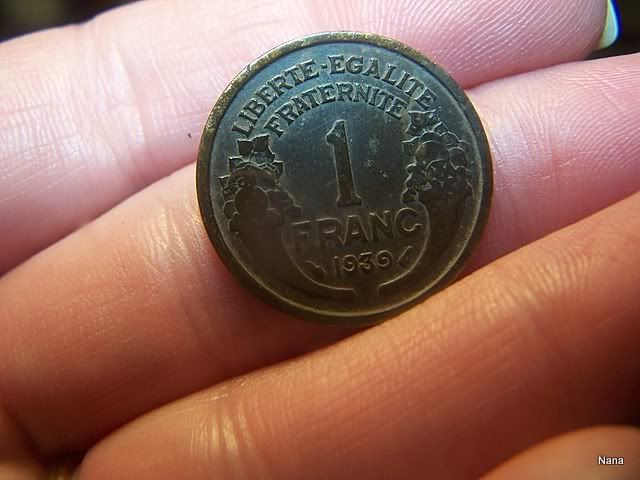 LIBERTE-EGALITE
FRATERNITE
1
FRANC
1939
Nana